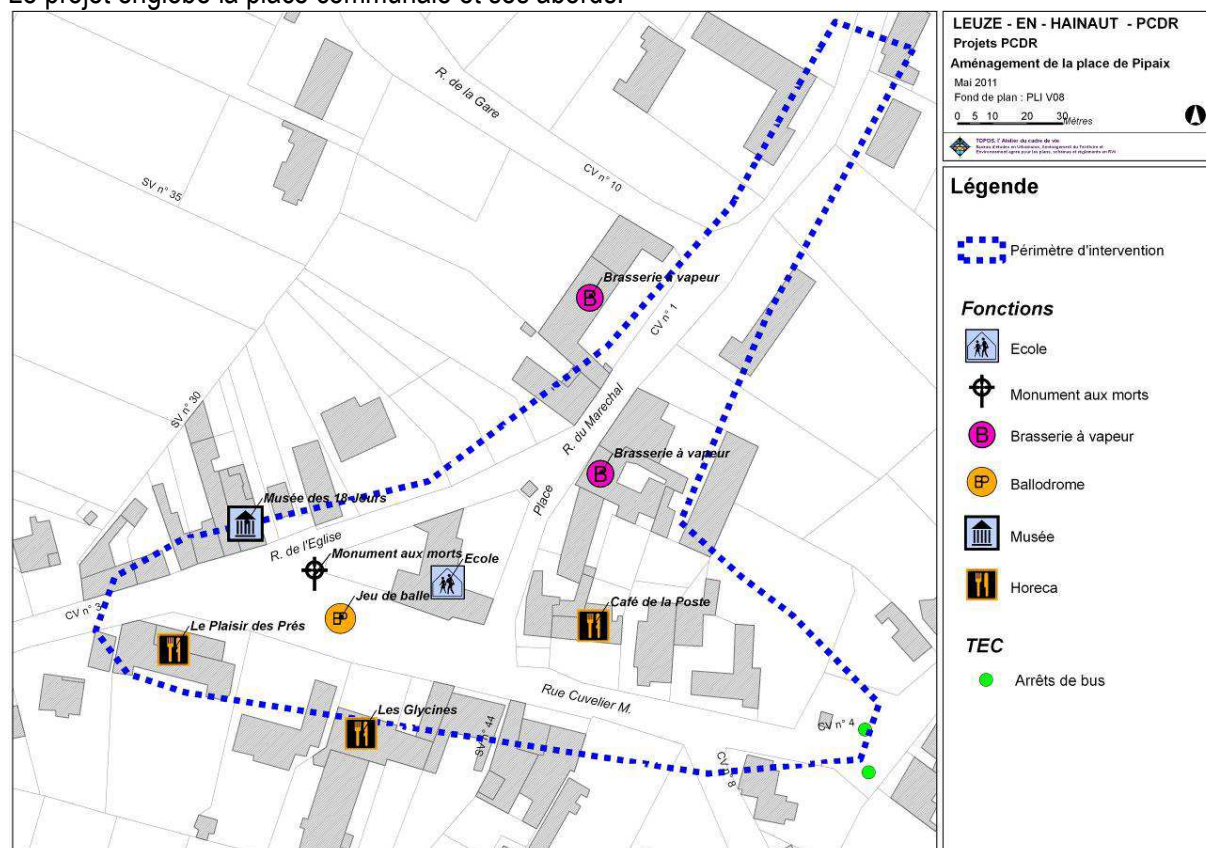 Le projet englobe la place communale et ses abords.
LEUZE - EN - HAINAUT - PCDR
Projets PCDR
Aménagement de la place de Pipaix
Mai 2011
Fond de plan : PLI V08
0 5 10 20 30
Mètres
TOPOS, l'Atelier du cadre de vie
Légende
Périmètre d'intervention
Fonctions
Ecole
Monument aux morts
B Brasserie à vapeur
Ballodrome
Musée
Horeca
TEC
Arrêts de bus
R. de la Gare
SV n° 35
CV n° 10
Brasserie à vapeur
B
CV n° 1
SV n° 30
R. du Marechal
Brasserie à vapeur
B
Place
Musée des 18-Jours
R. de l'Eglise
Monument aux morts
Ecole
Jeu de balle
Café de la Poste
CV n° 3
Le Plaisir des Prés
Rue Cuvelier M.
Les Glycines
SV n° 44
CV n° 4
CV n° 8